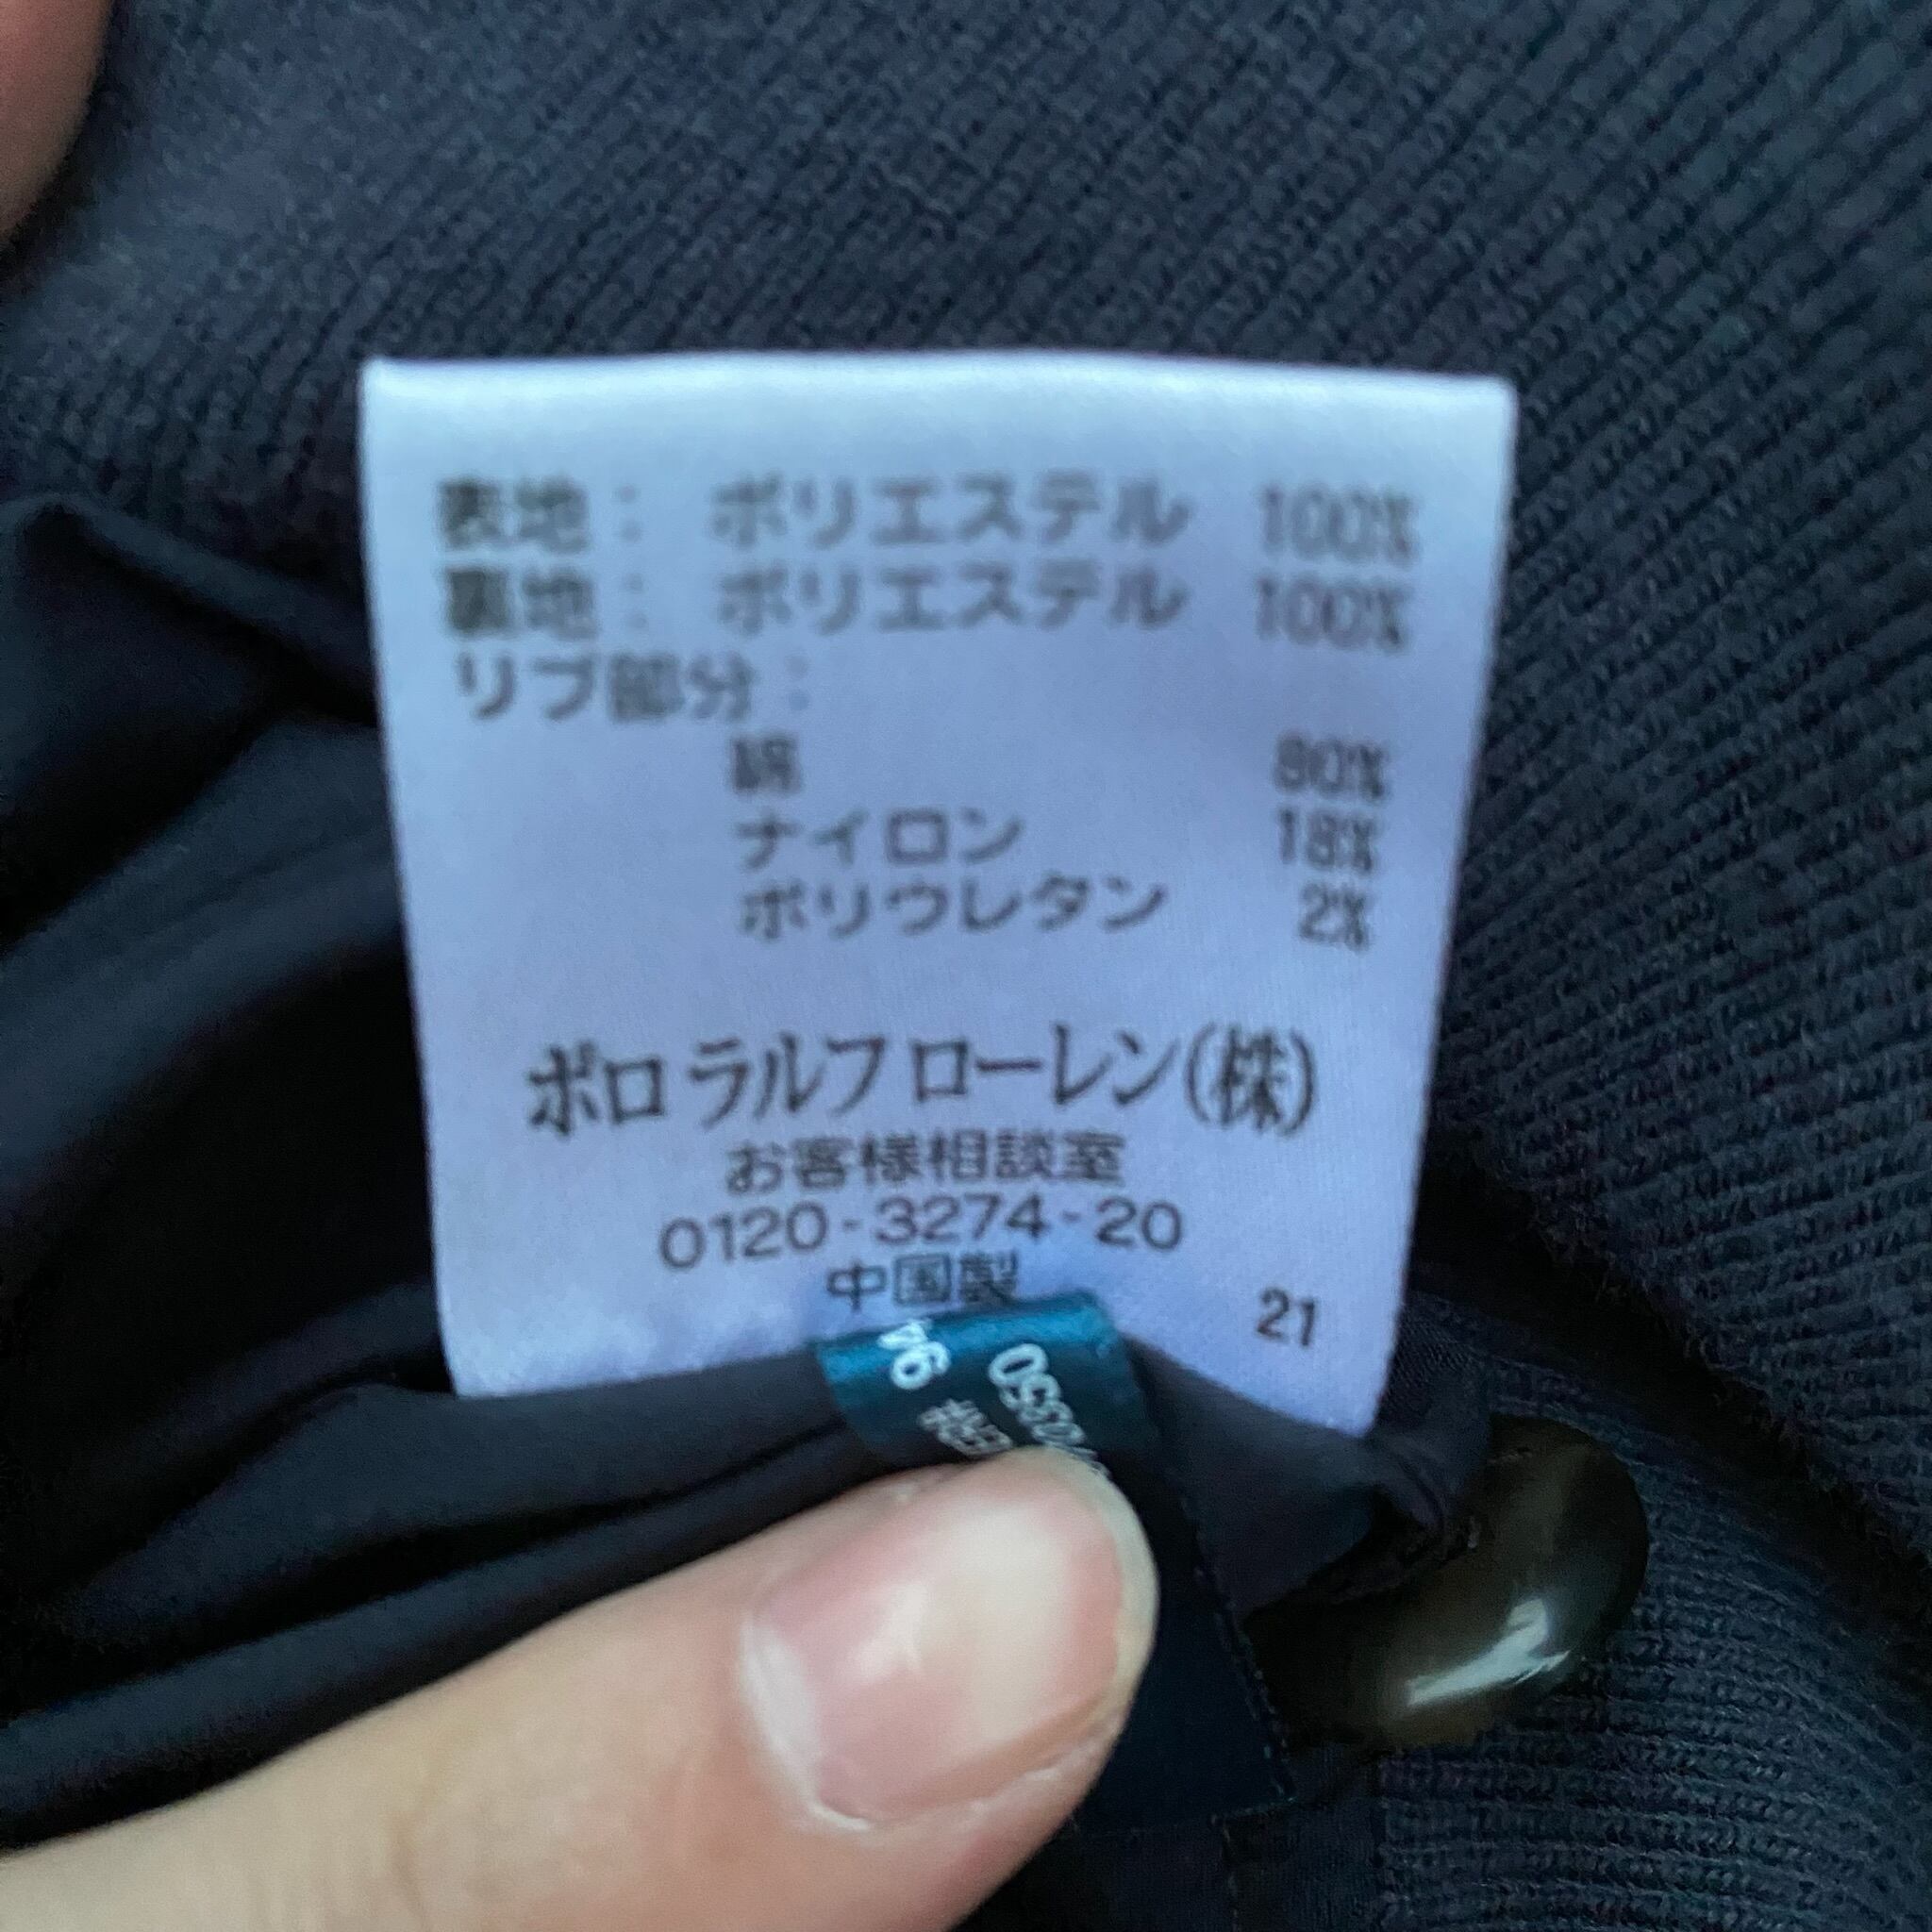 表地： ポリエステル 100%
裏地： ポリエステル 100%
リブ部分：
綿 80%
ナイロン 18%
ポリウレタン 2%
ポロ ラルフ ローレン(株)
お客様相談室
0120-3274-20
中国製
21